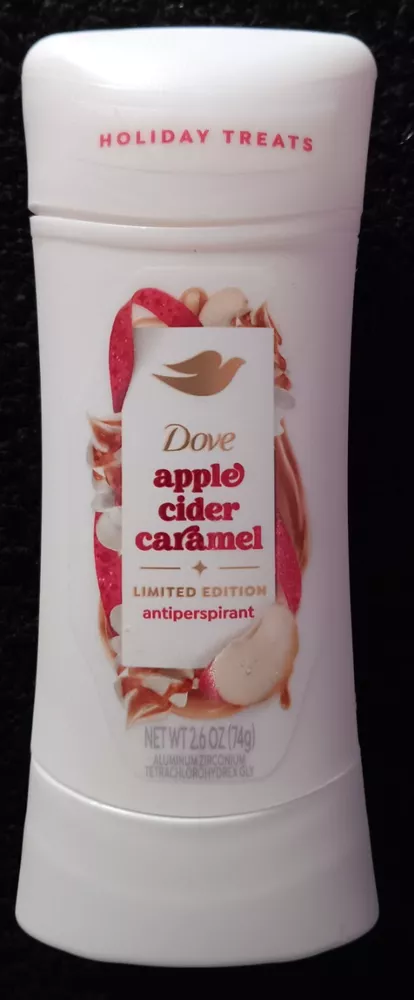 HOLIDAY TREATS
Dove
apple
cider
caramel
LIMITED EDITION
antiperspirant
NET WT 2.6 OZ (74g)
ALUMINUM ZIRCONIUM
TETRACHLOROHYDREX GLY